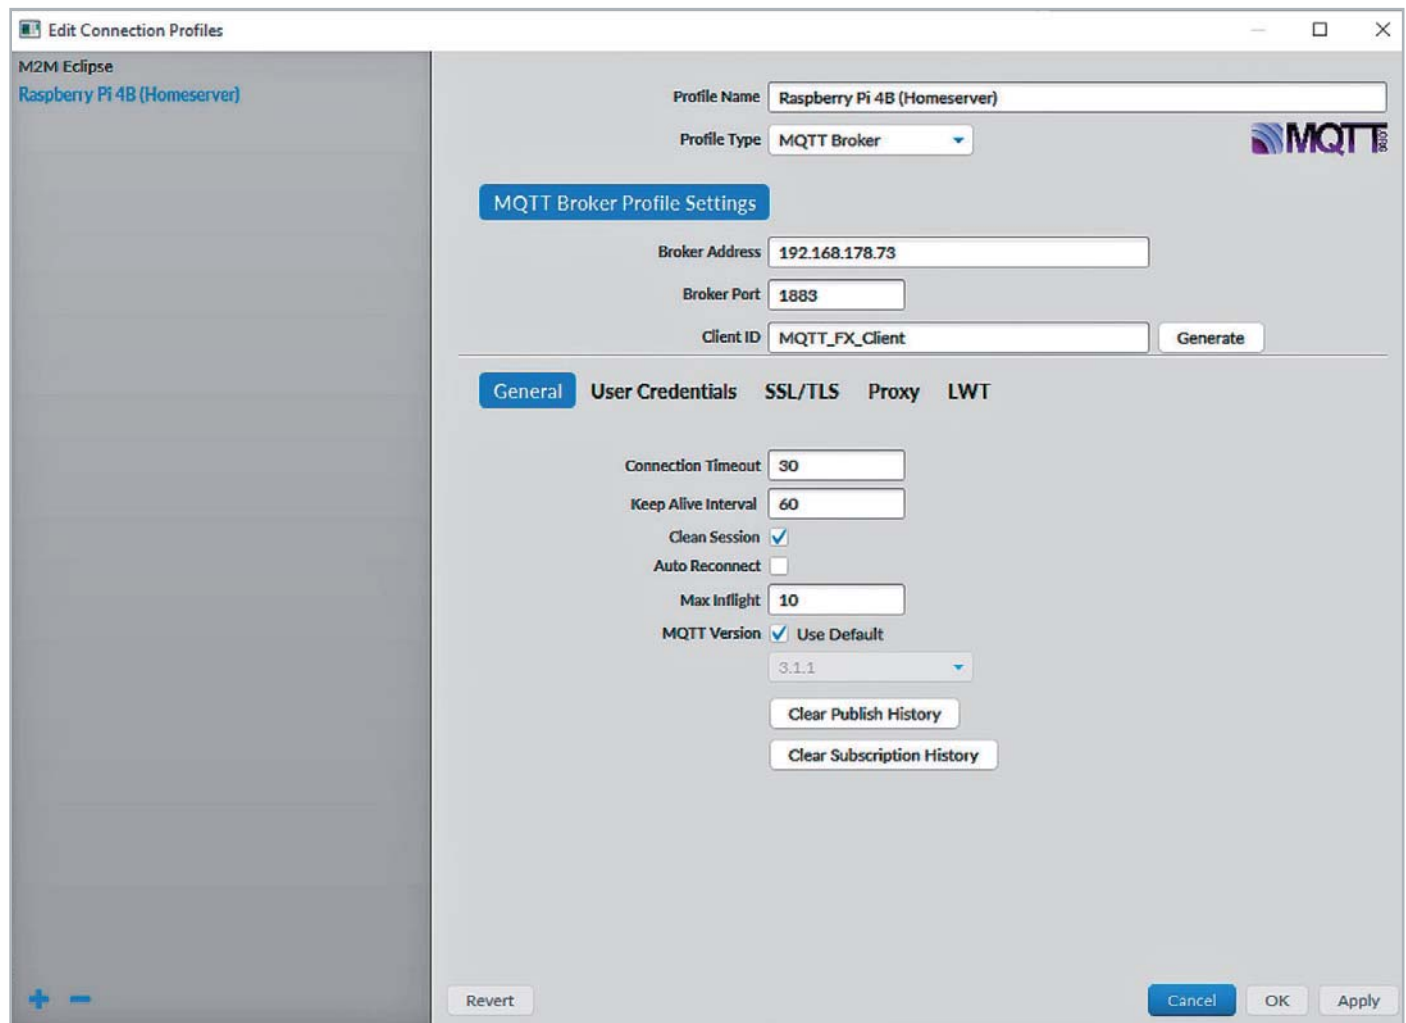 Edit Connection Profiles
M2M Eclipse
Raspberry Pi 4B (Homeserver)
Profile Name Raspberry Pi 4B (Homeserver)
Profile Type MQTT Broker
MQTT
MQTT Broker Profile Settings
Broker Address 192.168.178.73
Broker Port 1883
Client ID MQTT_FX_Client Generate
General User Credentials SSL/TLS Proxy LWT
Connection Timeout 30
Keep Alive Interval 60
Clean Session
Auto Reconnect
Max Inflight 10
MQTT Version Use Default
3.1.1
Clear Publish History
Clear Subscription History
Revert Cancel OK Apply